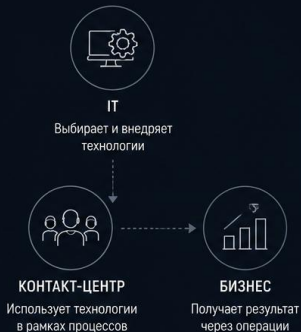 IT
Выбирает и внедряет
технологии
КОНТАКТ-ЦЕНТР
Использует технологии
в рамках процессов
БИЗНЕС
Получает результат
через операции